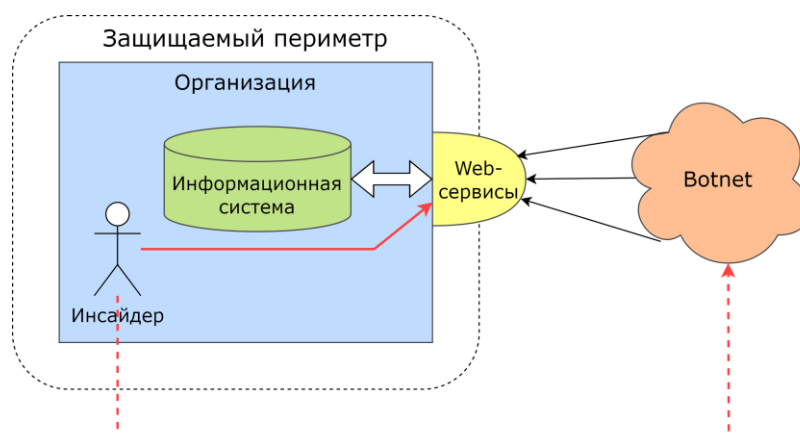 Защищаемый периметр
Организация
Информационная
система
Web-
сервисы
Botnet
Инсайдер